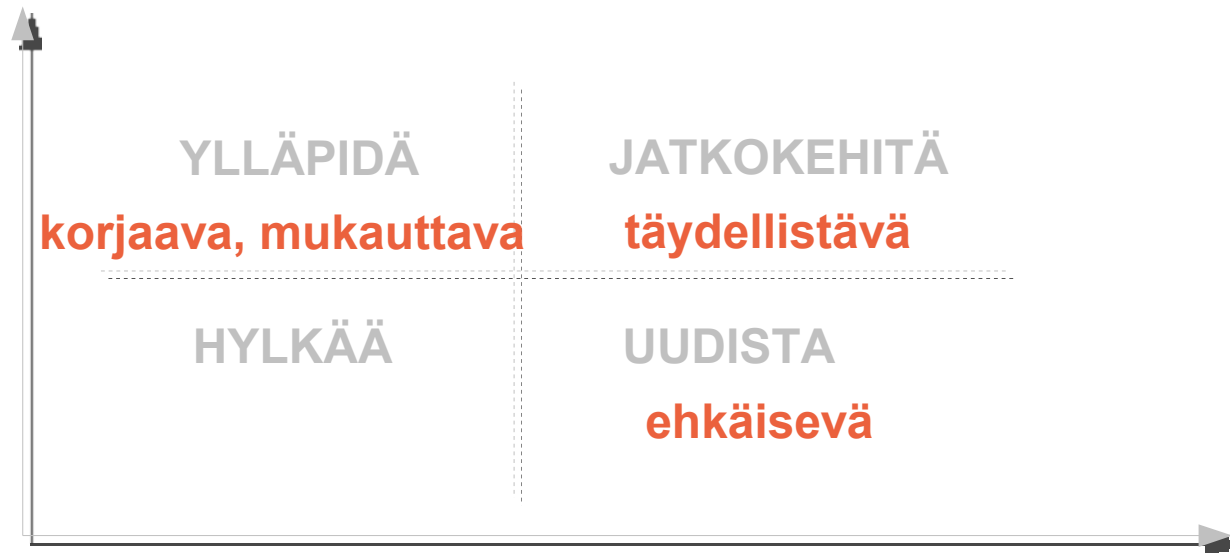 YLLÄPIDÄ
korjaava, mukauttava
JATKOKEHITÄ
täydellistävä
HYLKÄÄ
UUDISTA
ehkäisevä